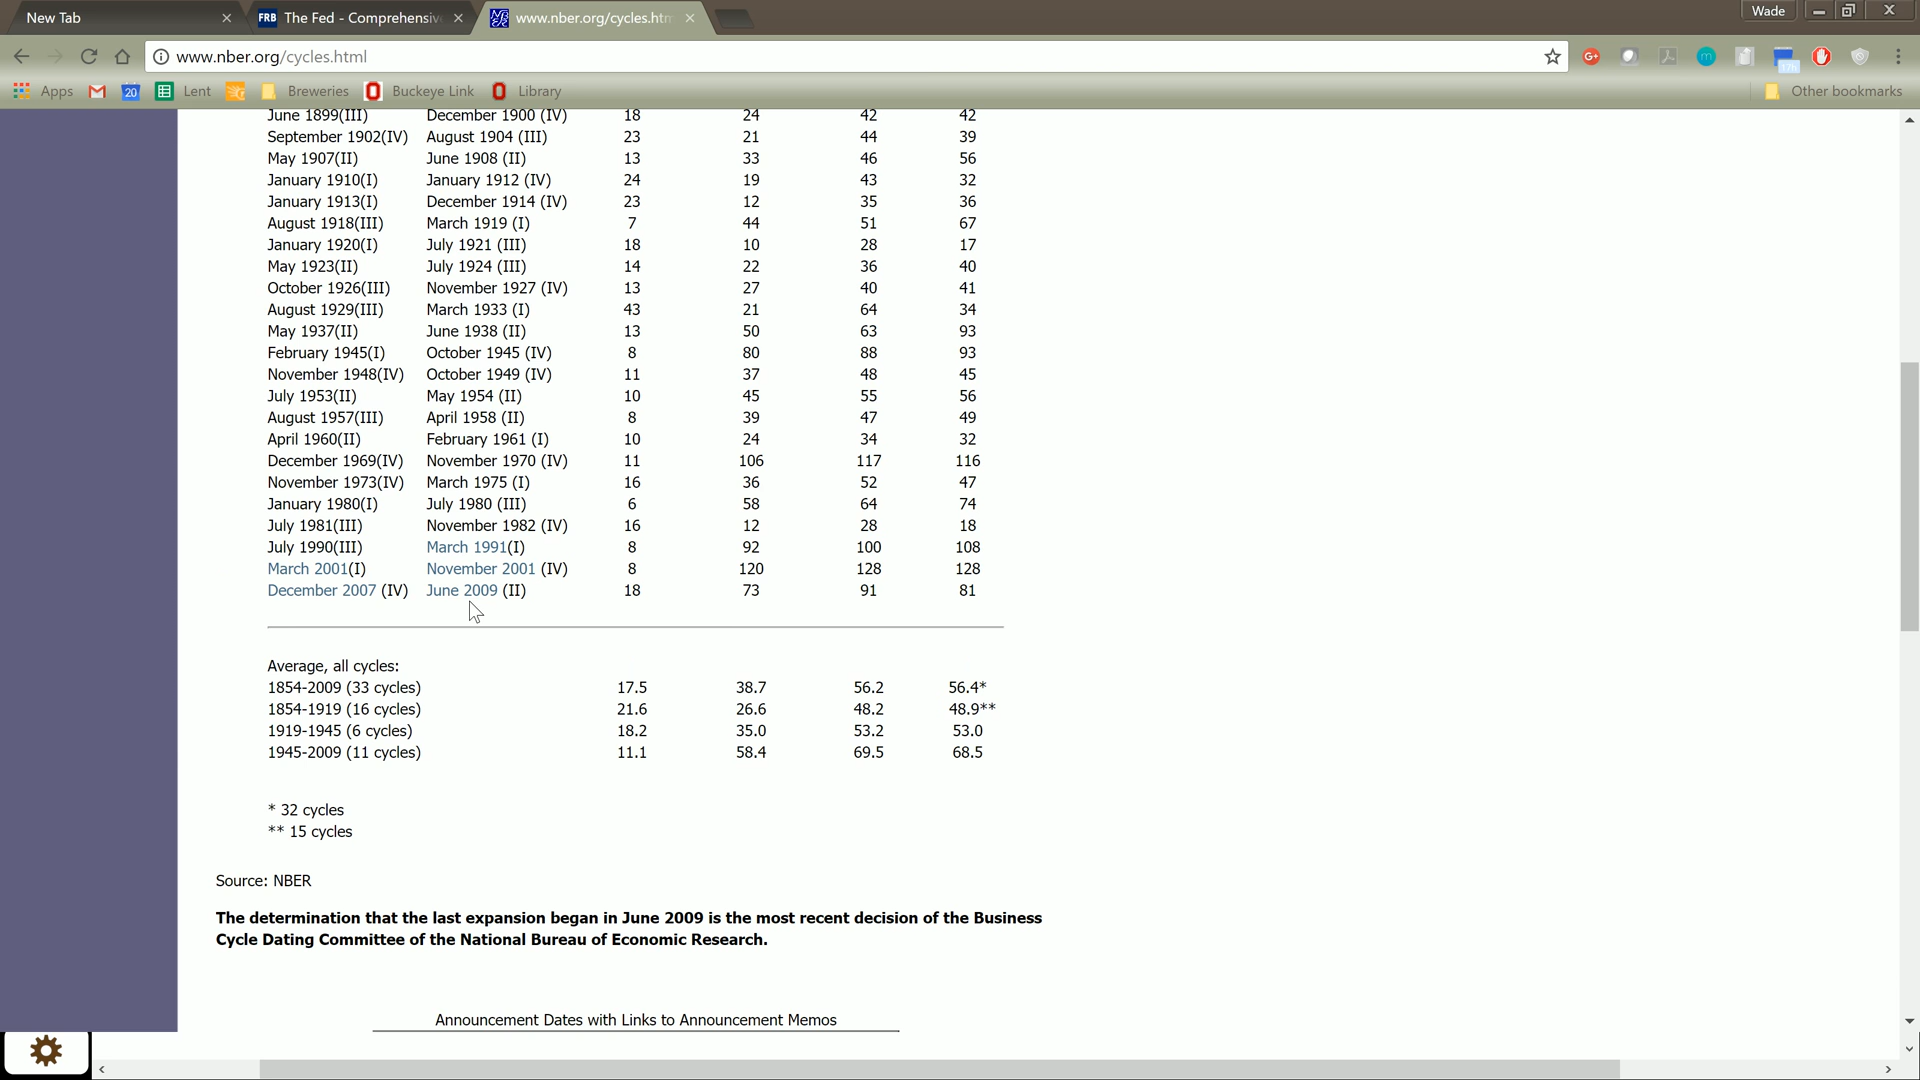 New Tab
FRB The Fed - Comprehensiv
www.nber.org/cycles.htm
Wade
www.nber.org/cycles.html
Apps 20 Lent Breweries Buckeye Link Library Other bookmarks
June 1899(III) December 1900 (IV) 18 24 42 42
September 1902(IV) August 1904 (III) 23 21 44 39
May 1907(II) June 1908 (II) 13 33 46 56
January 1910(I) January 1912 (IV) 24 19 43 32
January 1913(I) December 1914 (IV) 23 12 35 36
August 1918(III) March 1919 (I) 7 44 51 67
January 1920(I) July 1921 (III) 18 10 28 17
May 1923(II) July 1924 (III) 14 22 36 40
October 1926(III) November 1927 (IV) 13 27 40 41
August 1929(III) March 1933 (I) 43 21 64 34
May 1937(II) June 1938 (II) 13 50 63 93
February 1945(I) October 1945 (IV) 8 80 88 93
November 1948(IV) October 1949 (IV) 11 37 48 45
July 1953(II) May 1954 (II) 10 45 55 56
August 1957(III) April 1958 (II) 8 39 47 49
April 1960(II) February 1961 (I) 10 24 34 32
December 1969(IV) November 1970 (IV) 11 106 117 116
November 1973(IV) March 1975 (I) 16 36 52 47
January 1980(I) July 1980 (III) 6 58 64 74
July 1981(III) November 1982 (IV) 16 12 28 18
July 1990(III) March 1991(I) 8 92 100 108
March 2001(I) November 2001 (IV) 8 120 128 128
December 2007 (IV) June 2009 (II) 18 73 91 81
Average, all cycles:
1854-2009 (33 cycles) 17.5 38.7 56.2 56.4*
1854-1919 (16 cycles) 21.6 26.6 48.2 48.9**
1919-1945 (6 cycles) 18.2 35.0 53.2 53.0
1945-2009 (11 cycles) 11.1 58.4 69.5 68.5
* 32 cycles
** 15 cycles
Source: NBER
The determination that the last expansion began in June 2009 is the most recent decision of the Business
Cycle Dating Committee of the National Bureau of Economic Research.
Announcement Dates with Links to Announcement Memos